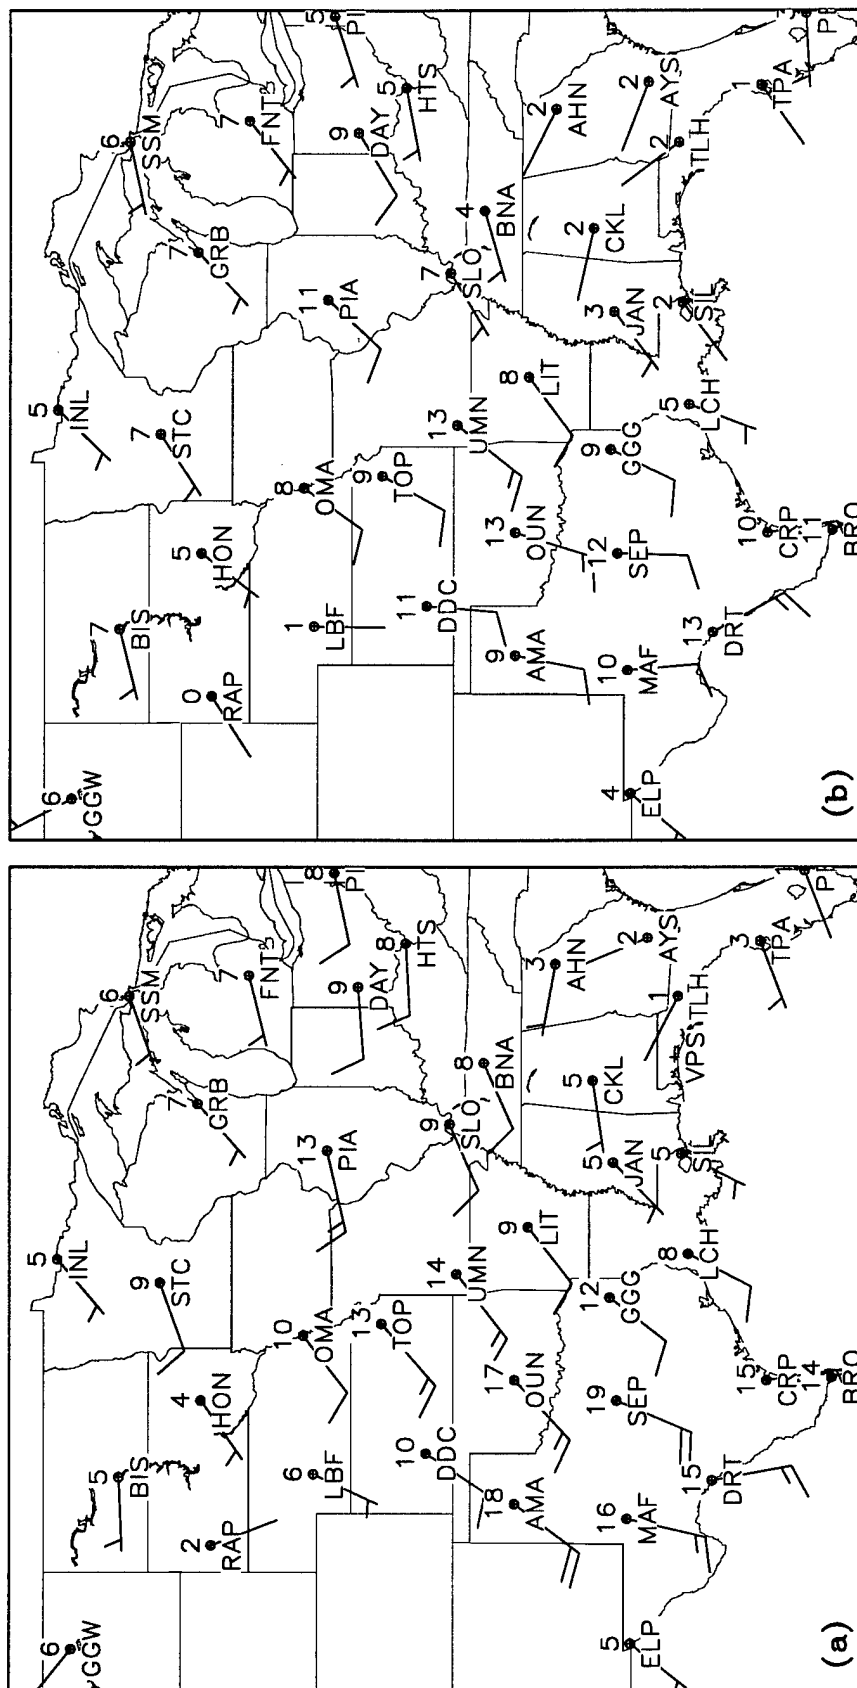 6
GGW
7
BIS
5
INL
6
SSM
0
RAP
5
HON
7
STC
7
GRB
7
FNT
1
LBF
8
OMA
11
PIA
9
DAY
5
PI
9
TOP
5
HTS
11
DDC
13
UMN
7
SLO
4
BNA
9
AMA
13
OUN
8
LIT
2
AHN
10
MAF
12
SEP
9
GGG
3
JAN
2
CKL
2
AYS
4
ELP
13
DRT
10
CRP
5
LCH
2
SIL
2
TLH
1
TPA
11
BRO
(b)
6
GGW
5
BIS
5
INL
6
SSM
2
RAP
4
HON
9
STC
7
GRB
7
FNT
6
LBF
10
OMA
13
PIA
9
DAY
8
PI
13
TOP
8
HTS
10
DDC
14
UMN
9
SLO
8
BNA
18
AMA
17
OUN
9
LIT
3
AHN
16
MAF
19
SEP
12
GGG
5
JAN
5
CKL
2
AYS
5
ELP
15
DRT
15
CRP
8
LCH
5
SIL
VPS
1
TLH
3
TPA
14
BRO
(a)